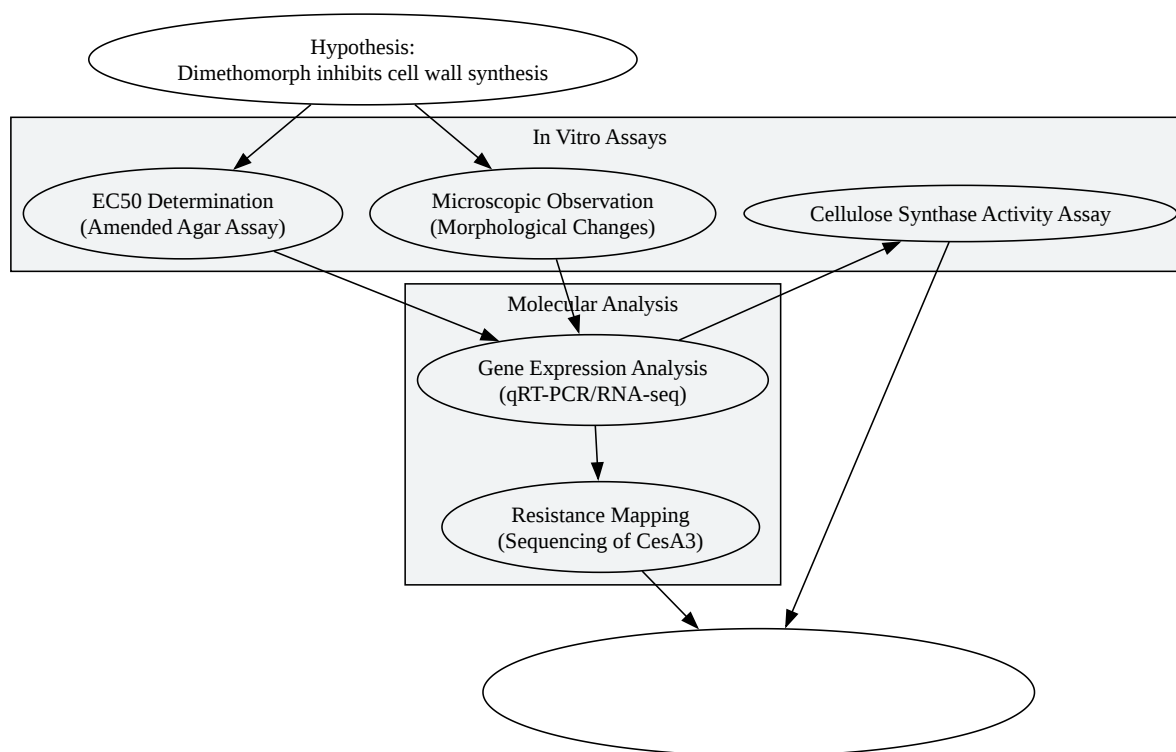 Hypothesis:
Dimethomorph inhibits cell wall synthesis
In Vitro Assays
EC50 Determination
(Amended Agar Assay)
Microscopic Observation
(Morphological Changes)
Cellulose Synthase Activity Assay
Molecular Analysis
Gene Expression Analysis
(qRT-PCR/RNA-seq)
Resistance Mapping
(Sequencing of CesA3)